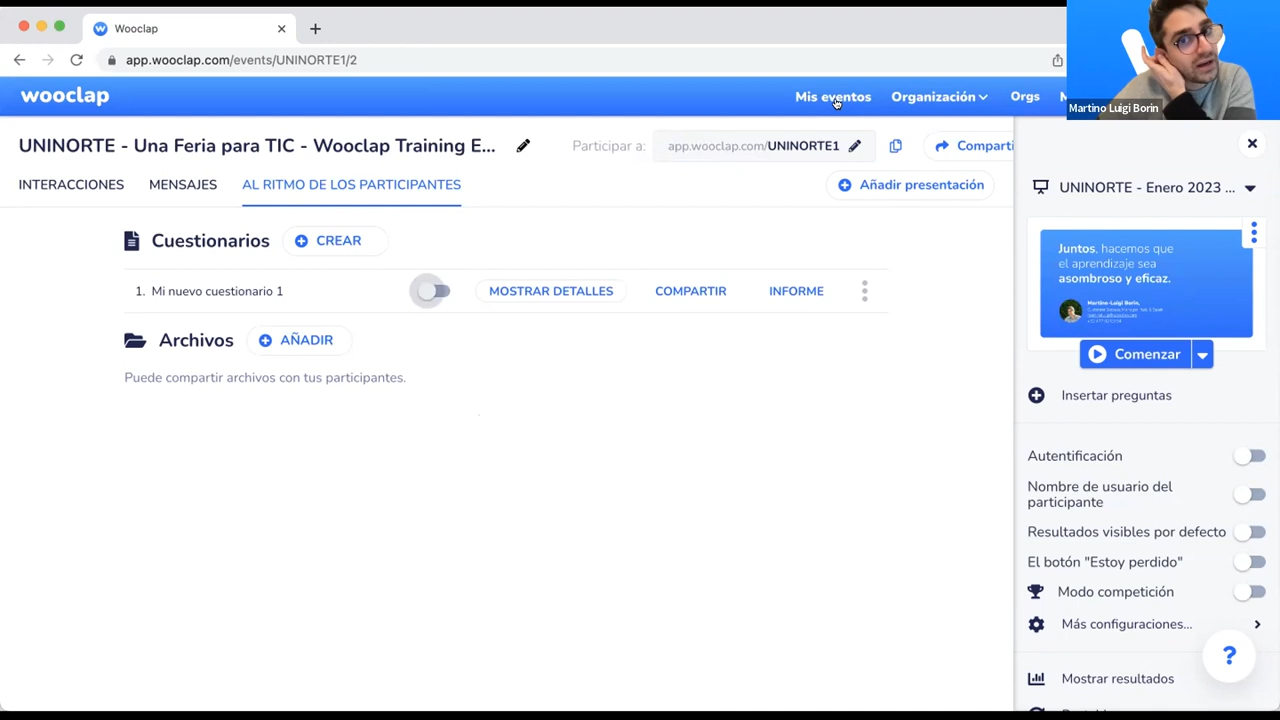 Wooclap
app.wooclap.com/events/UNINORTE1/2
Martino Luigi Borin
wooclap
Mis eventos
Organización
Orgs
UNINORTE - Una Feria para TIC - Wooclap Training E...
Participar a:
app.wooclap.com/UNINORTE1
Comparti
INTERACCIONES
MENSAJES
AL RITMO DE LOS PARTICIPANTES
Añadir presentación
UNINORTE - Enero 2023 ...
Cuestionarios
CREAR
1. Mi nuevo cuestionario 1
MOSTRAR DETALLES
COMPARTIR
INFORME
Archivos
AÑADIR
Puede compartir archivos con tus participantes.
Juntos, hacemos que
el aprendizaje sea
asombroso y eficaz.
Martino-Luigi Borin,
Comenzar
Insertar preguntas
Autentificación
Nombre de usuario del
participante
Resultados visibles por defecto
El botón "Estoy perdido"
Modo competición
Más configuraciones...
?
Mostrar resultados